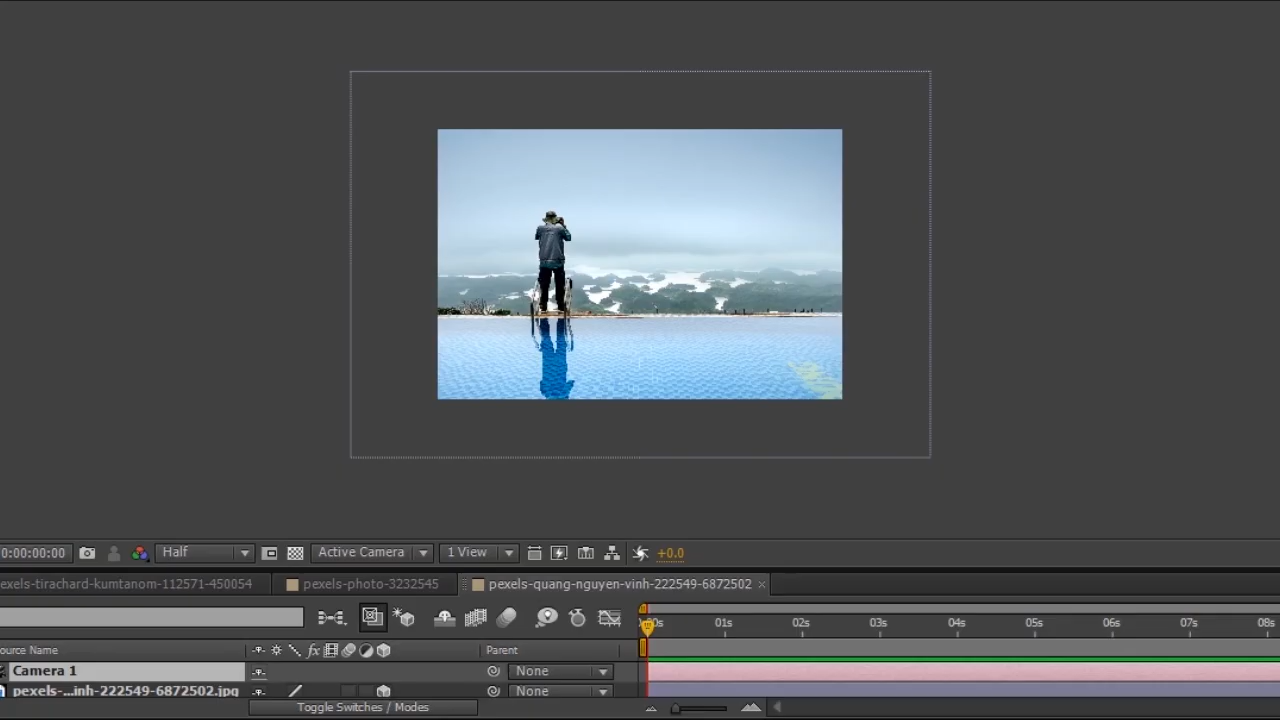 0:00:00:00 Half Active Camera 1 View +0.0
exels-tirachard-kumtanom-112571-450054 pexels-photo-3232545 pexels-quang-nguyen-vinh-222549-6872502 ×
01s 02s 03s 04s 05s 06s 07s 08s
ource Name fx Parent
Camera 1 None
pexels-...inh-222549-6872502.jpg None
Toggle Switches / Modes